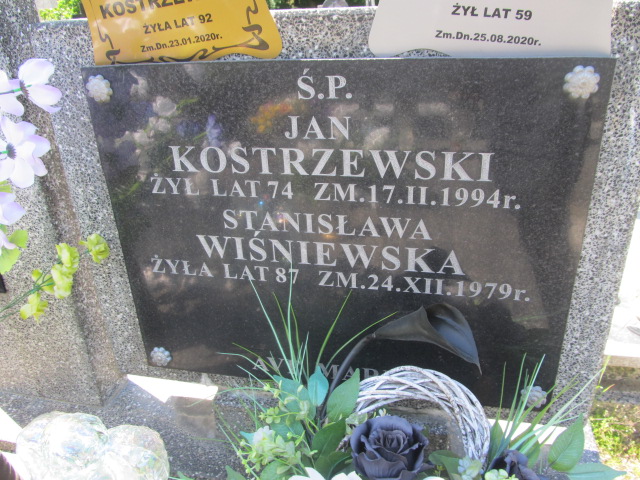 ŻYŁA LAT 92
Zm.Dn.23.01.2020r.
ŻYŁ LAT 59
Zm.Dn.25.08.2020r.
Ś.P.
JAN
KOSTRZEWSKI
ŻYŁ LAT 74 ZM.17.II.1994r.
STANISŁAWA
WIŚNIEWSKA
ŻYŁA LAT 87 ZM.24.XII.1979r.